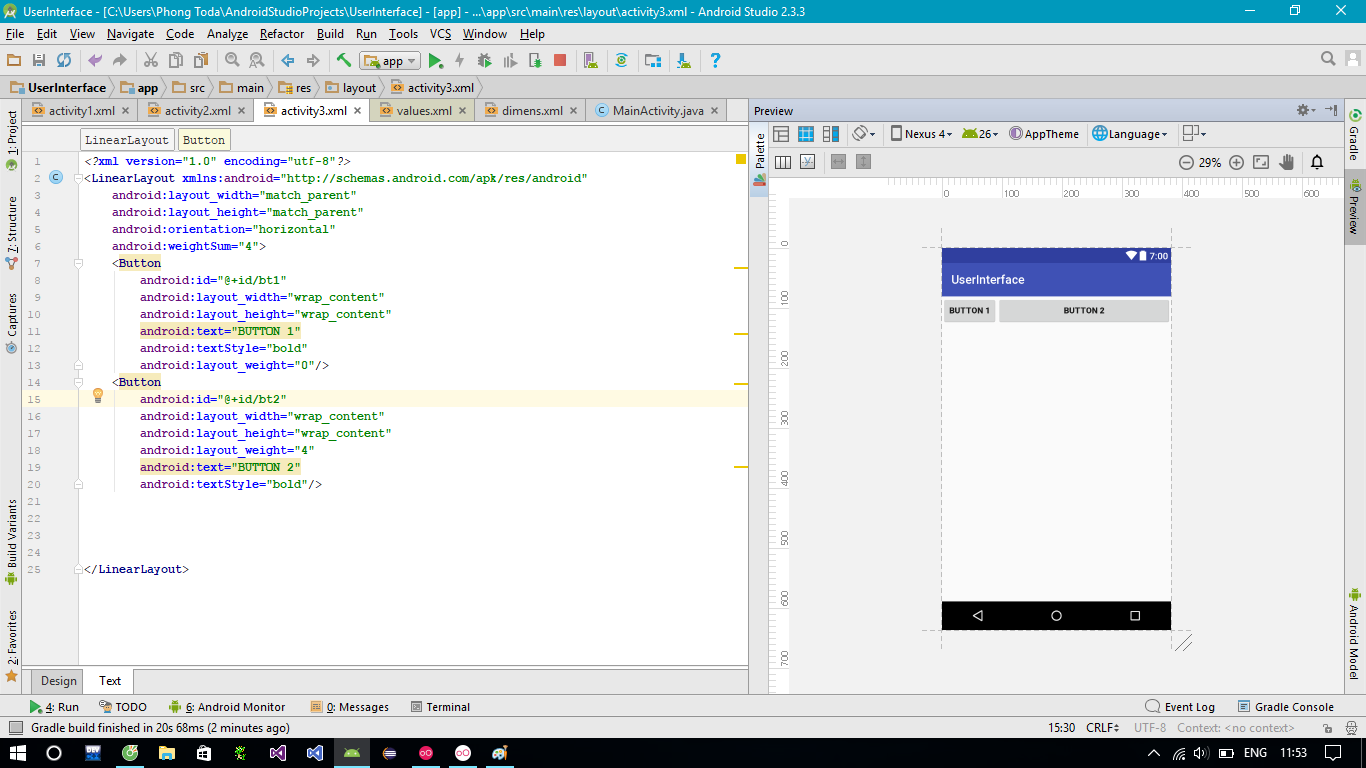 UserInterface - [C:\Users\Phong Toda\AndroidStudioProjects\UserInterface] - [app] - ...\app\src\main\res\layout\activity3.xml - Android Studio 2.3.3
File Edit View Navigate Code Analyze Refactor Build Run Tools VCS Window Help
app
UserInterface app src main res layout activity3.xml
activity1.xml activity2.xml activity3.xml values.xml dimens.xml MainActivity.java
Preview
LinearLayout Button
Nexus 4 26 AppTheme Language
29%
1 <?xml version="1.0" encoding="utf-8"?>
2 <LinearLayout xmlns:android="http://schemas.android.com/apk/res/android"
3 android:layout_width="match_parent"
4 android:layout_height="match_parent"
5 android:orientation="horizontal"
6 android:weightSum="4">
7 <Button
8 android:id="@+id/bt1"
9 android:layout_width="wrap_content"
10 android:layout_height="wrap_content"
11 android:text="BUTTON 1"
12 android:textStyle="bold"
13 android:layout_weight="0"/>
14 <Button
15 android:id="@+id/bt2"
16 android:layout_width="wrap_content"
17 android:layout_height="wrap_content"
18 android:layout_weight="4"
19 android:text="BUTTON 2"
20 android:textStyle="bold"/>
21
22
23
24
25 </LinearLayout>
1: Project
7: Structure
Captures
Build Variants
2: Favorites
Palette
0 100 200 300 400 500 600
0
100
200
300
400
500
600
700
7:00
UserInterface
BUTTON 1 BUTTON 2
Gradle
Preview
Android Model
Design Text
4: Run TODO 6: Android Monitor 0: Messages Terminal Event Log Gradle Console
Gradle build finished in 20s 68ms (2 minutes ago) 15:30 CRLF UTF-8 Context: <no context>
ENG 11:53